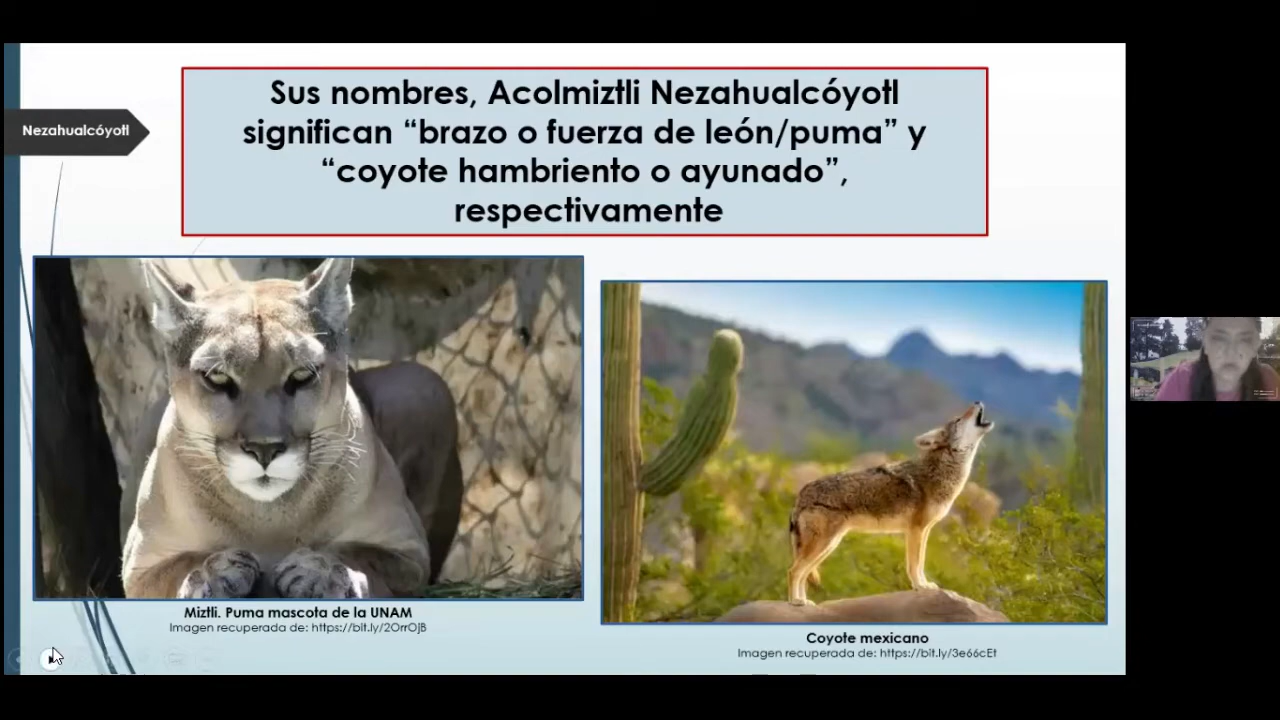 Nezahualcóyotl
Sus nombres, Acolmiztli Nezahualcóyotl
significan “brazo o fuerza de león/puma” y
“coyote hambriento o ayunado”,
respectivamente
Miztli. Puma mascota de la UNAM
Imagen recuperada de: https://bit.ly/2OrrOjB
Coyote mexicano
Imagen recuperada de: https://bit.ly/3e66cEt